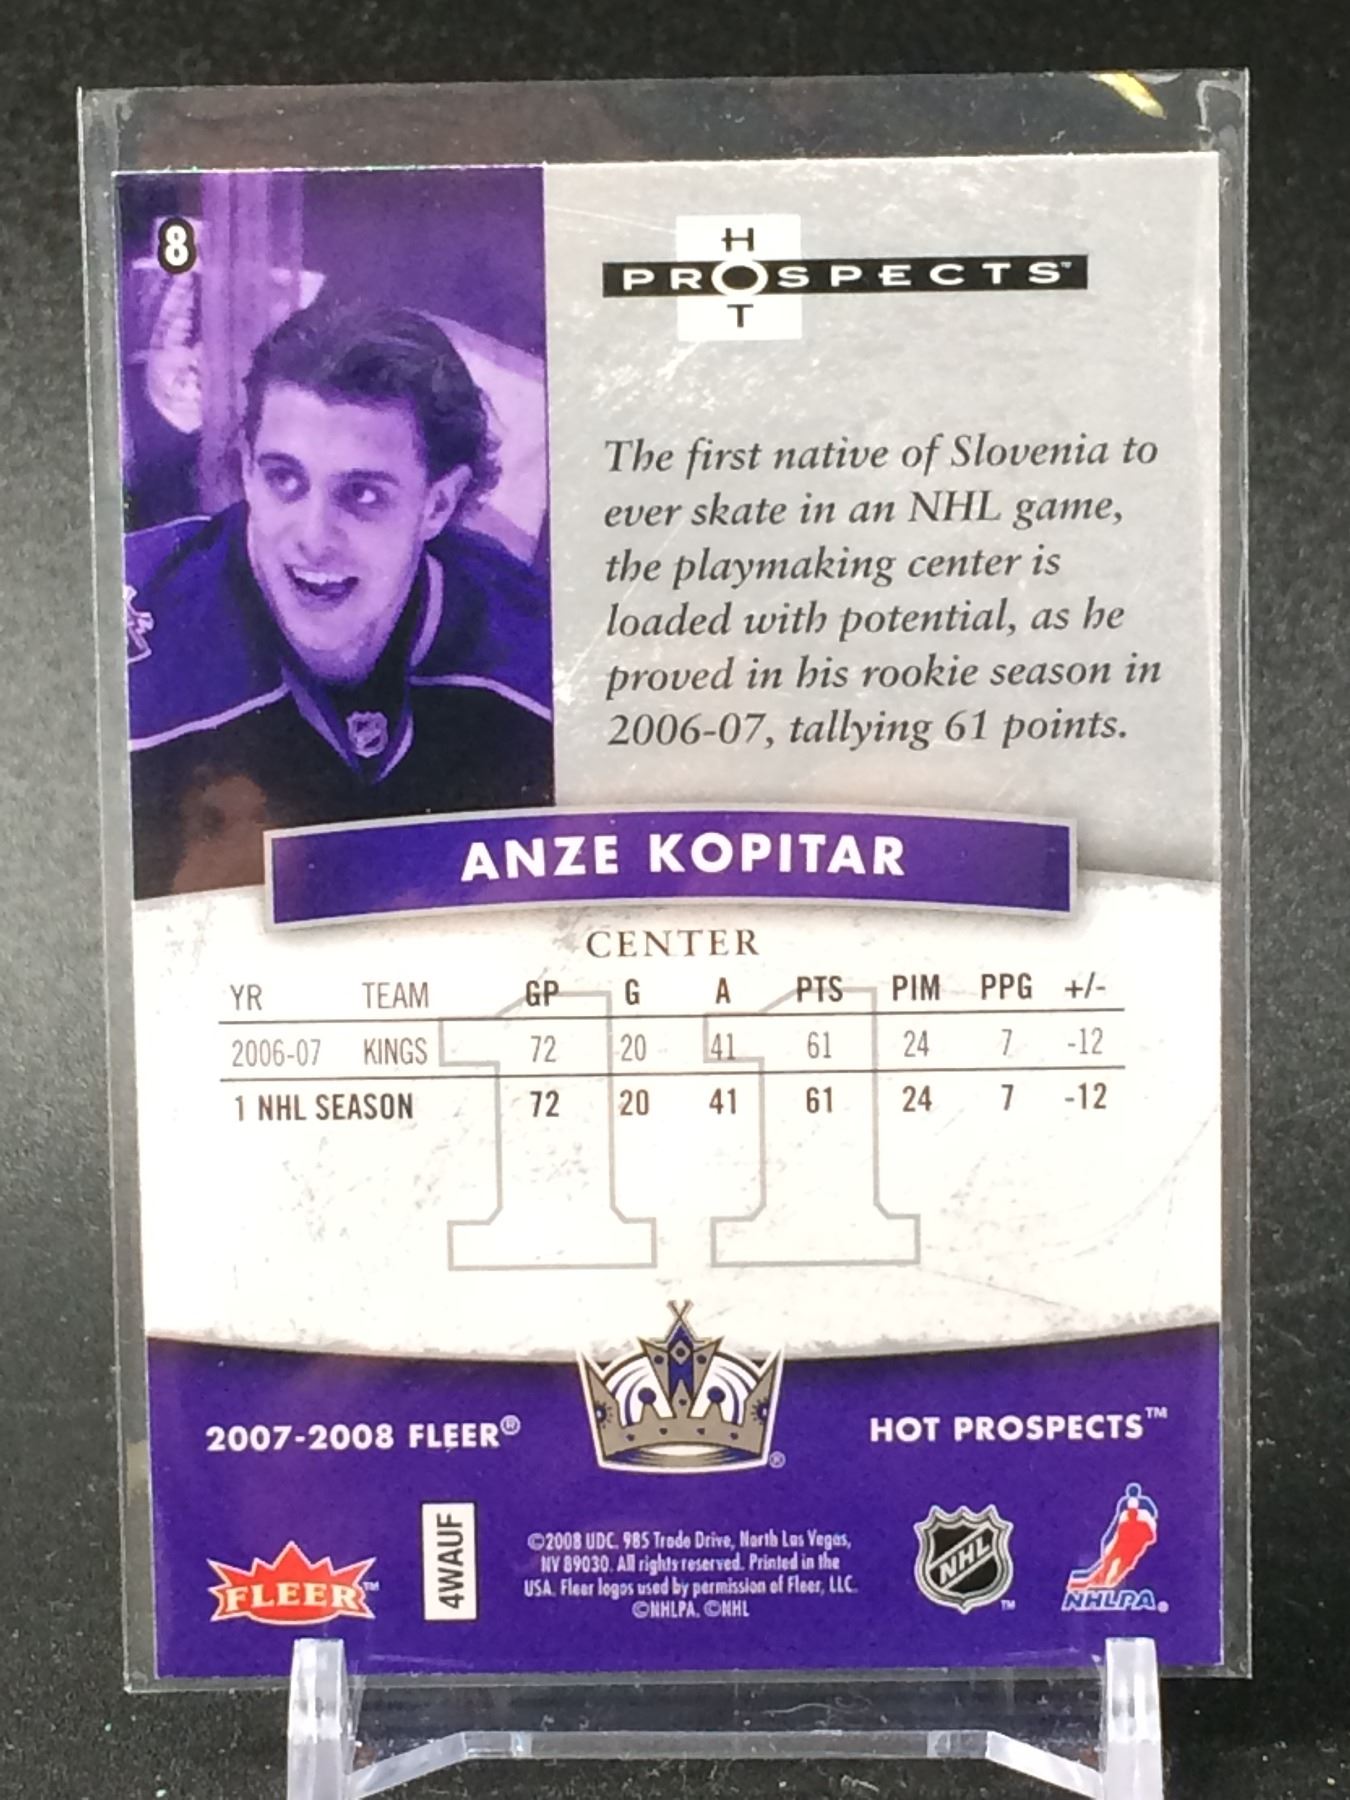 8
HOT
PROSPECTS™
The first native of Slovenia to
ever skate in an NHL game,
the playmaking center is
loaded with potential, as he
proved in his rookie season in
2006-07, tallying 61 points.
ANZE KOPITAR
CENTER
YR TEAM GP G A PTS PIM PPG +/-
2006-07 KINGS 72 20 41 61 24 7 -12
1 NHL SEASON 72 20 41 61 24 7 -12
11
2007-2008 FLEER®
®
HOT PROSPECTS™
FLEER™
4WAUF
©2008 UDC. 985 Trade Drive, North Las Vegas,
NV 89030. All rights reserved. Printed in the
USA. Fleer logos used by permission of Fleer, LLC.
©NHLPA. ©NHL
NHL™
NHLPA®